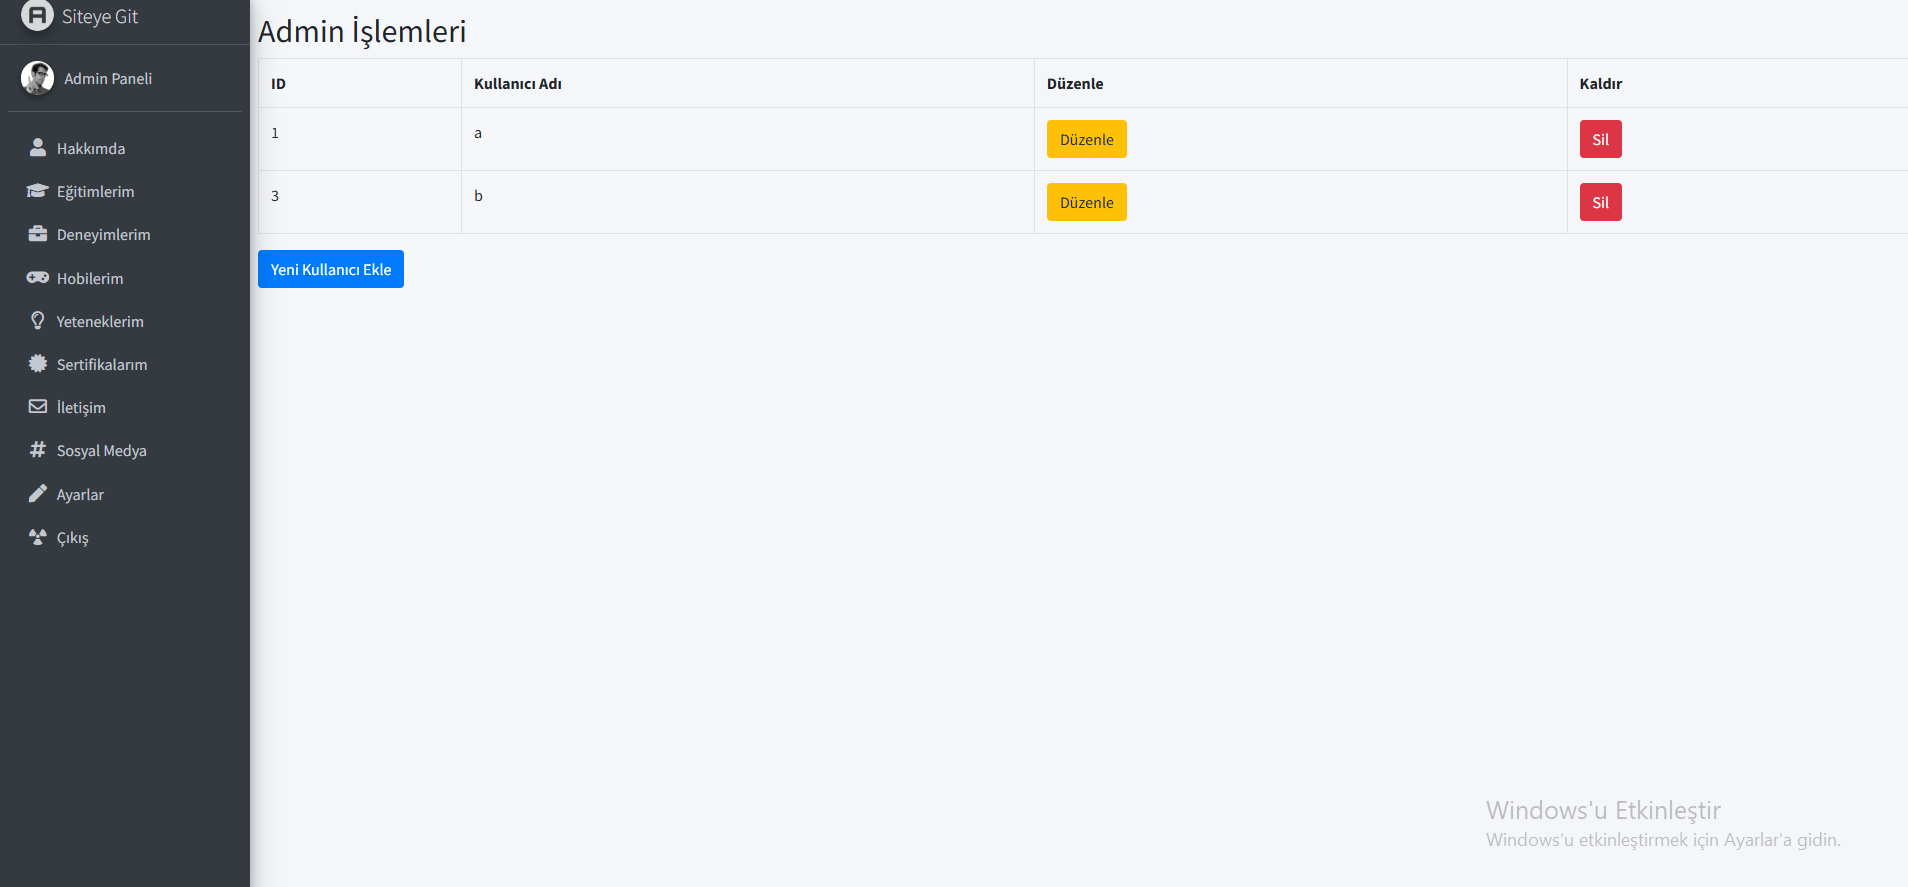 Siteye Git
Admin Paneli
Hakkımda
Eğitimlerim
Deneyimlerim
Hobilerim
Yeteneklerim
Sertifikalarım
İletişim
Sosyal Medya
Ayarlar
Çıkış
Admin İşlemleri
ID Kullanıcı Adı Düzenle Kaldır
1 a Düzenle Sil
3 b Düzenle Sil
Yeni Kullanıcı Ekle
Windows'u Etkinleştir
Windows'u etkinleştirmek için Ayarlar'a gidin.